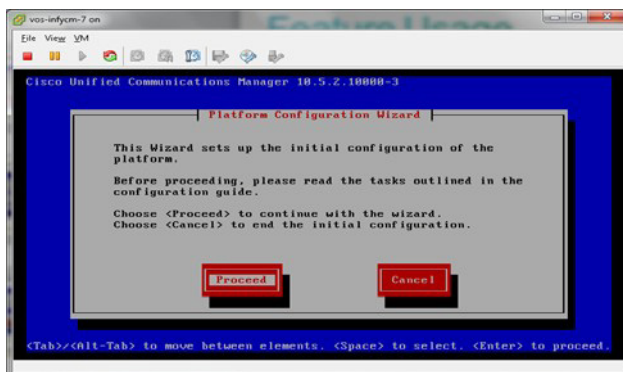 vos-infycm-7 on
File View VM
Cisco Unified Communications Manager 10.5.2.10000-3
Platform Configuration Wizard
This Wizard sets up the initial configuration of the
platform.
Before proceeding, please read the tasks outlined in the
configuration guide.
Choose <Proceed> to continue with the wizard.
Choose <Cancel> to end the initial configuration.
Proceed
Cancel
<Tab>/<Alt-Tab> to move between elements. <Space> to select. <Enter> to proceed.